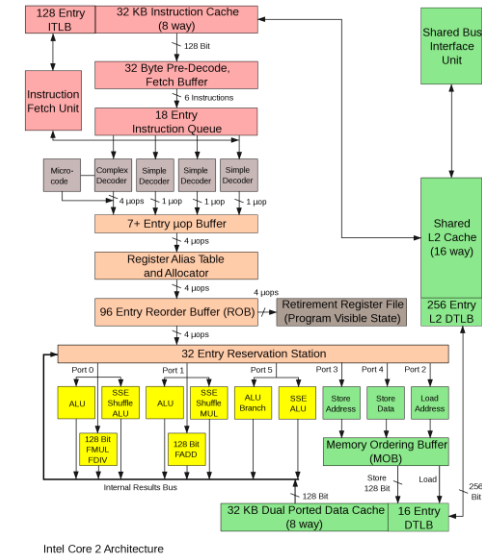 128 Entry
ITLB
32 KB Instruction Cache
(8 way)
128 Bit
32 Byte Pre-Decode,
Fetch Buffer
Instruction
Fetch Unit
6 Instructions
18 Entry
Instruction Queue
Micro-
code
Complex
Decoder
Simple
Decoder
Simple
Decoder
Simple
Decoder
4 µops
1 µop
1 µop
1 µop
7+ Entry µop Buffer
4 µops
Register Alias Table
and Allocator
4 µops
4 µops
96 Entry Reorder Buffer (ROB)
Retirement Register File
(Program Visible State)
4 µops
Shared Bus
Interface
Unit
Shared
L2 Cache
(16 way)
256 Entry
L2 DTLB
32 Entry Reservation Station
Port 0
Port 1
Port 5
Port 3
Port 4
Port 2
ALU
SSE
Shuffle
ALU
ALU
SSE
Shuffle
MUL
ALU
Branch
SSE
ALU
Store
Address
Store
Data
Load
Address
128 Bit
FMUL
FDIV
128 Bit
FADD
Memory Ordering Buffer
(MOB)
Internal Results Bus
Store
128 Bit
Load
128 Bit
256
Bit
32 KB Dual Ported Data Cache
(8 way)
16 Entry
DTLB
Intel Core 2 Architecture